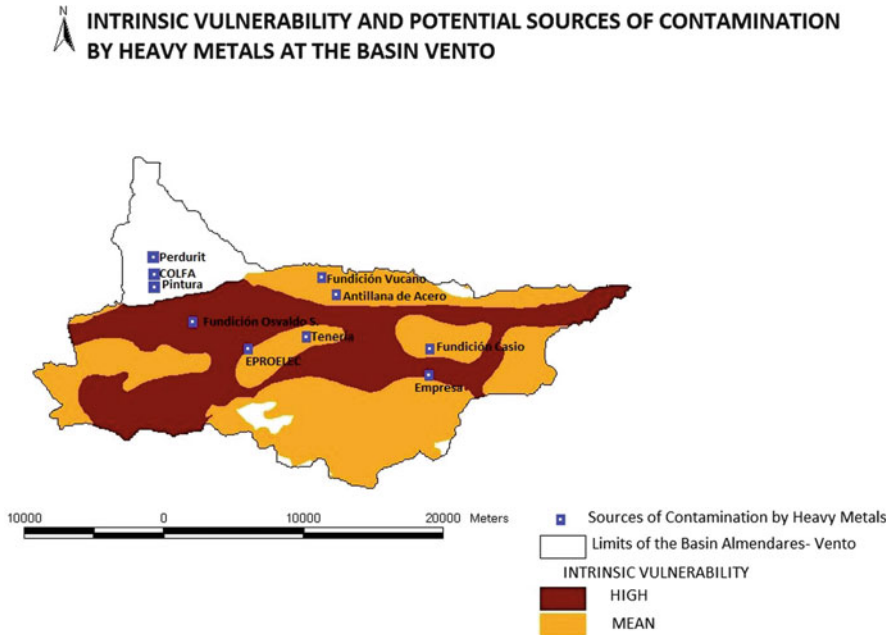 N
INTRINSIC VULNERABILITY AND POTENTIAL SOURCES OF CONTAMINATION
BY HEAVY METALS AT THE BASIN VENTO
Perdurit
COLFA
Pintura
Fundición Vucano
Antillana de Acero
Fundición Osvaldo S.
Tenería
EPROELEC
Fundición Casio
Empresa
10000 0 10000 20000 Meters
Sources of Contamination by Heavy Metals
Limits of the Basin Almendares- Vento
INTRINSIC VULNERABILITY
HIGH
MEAN